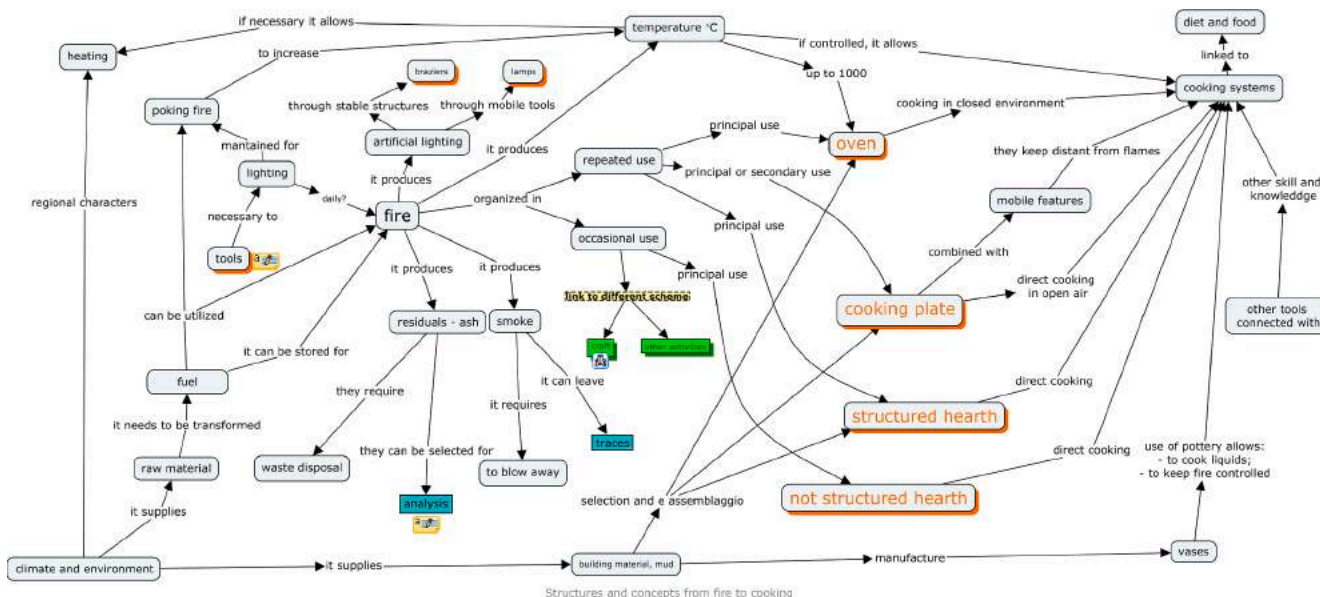 if necessary it allows
temperature °C
diet and food
heating
to increase
if controlled, it allows
linked to
braziers
lamps
up to 1000
cooking systems
through stable structures
through mobile tools
poking fire
cooking in closed environment
principal use
artificial lighting
oven
mantained for
repeated use
they keep distant from flames
it produces
lighting
it produces
principal or secondary use
other skill and
knowleddge
daily?
regional characters
organized in
mobile features
fire
necessary to
principal use
occasional use
tools
combined with
it produces
it produces
principal use
direct cooking
in open air
link to different scheme
cooking plate
other tools
connected with
can be utilized
residuals - ash
smoke
craft
other activities
it can be stored for
fuel
it can leave
direct cooking
they require
it requires
structured hearth
it needs to be transformed
traces
use of pottery allows:
- to cook liquids;
- to keep fire controlled
they can be selected for
direct cooking
raw material
waste disposal
to blow away
selection and e assemblaggio
not structured hearth
analysis
it supplies
vases
manufacture
climate and environment
it supplies
building material, mud
Structures and concepts from fire to cooking